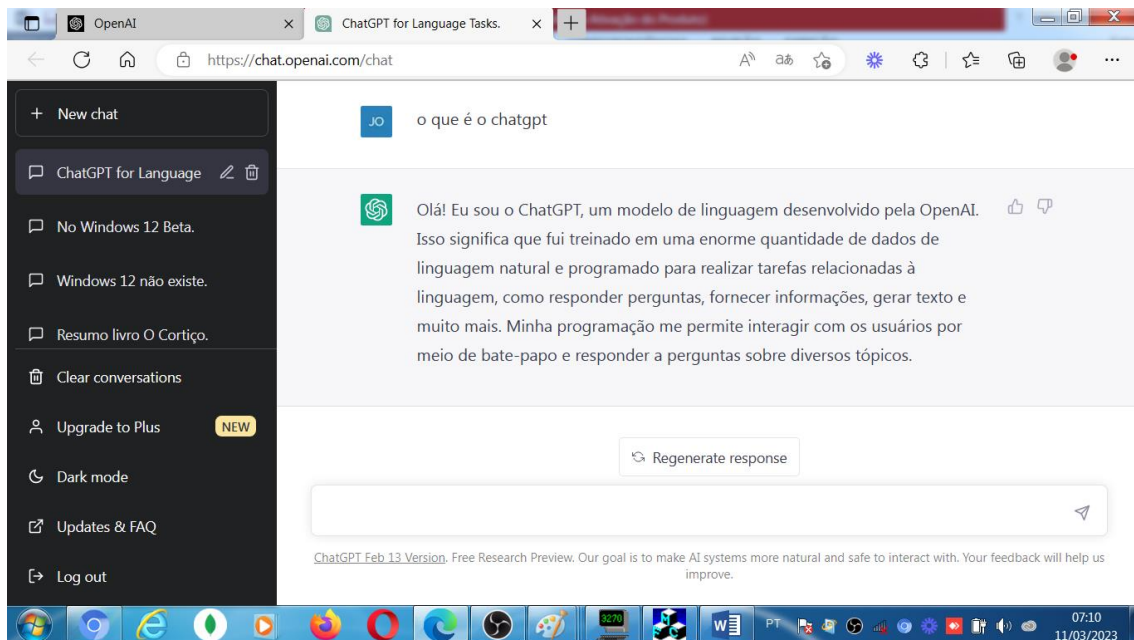 OpenAI
ChatGPT for Language Tasks.
https://chat.openai.com/chat
New chat
ChatGPT for Language
No Windows 12 Beta.
Windows 12 não existe.
Resumo livro O Cortiço.
Clear conversations
Upgrade to Plus NEW
Dark mode
Updates & FAQ
Log out
JO o que é o chatgpt
Olá! Eu sou o ChatGPT, um modelo de linguagem desenvolvido pela OpenAI.
Isso significa que fui treinado em uma enorme quantidade de dados de
linguagem natural e programado para realizar tarefas relacionadas à
linguagem, como responder perguntas, fornecer informações, gerar texto e
muito mais. Minha programação me permite interagir com os usuários por
meio de bate-papo e responder a perguntas sobre diversos tópicos.
Regenerate response
ChatGPT Feb 13 Version. Free Research Preview. Our goal is to make AI systems more natural and safe to interact with. Your feedback will help us
improve.
3270
PT
07:10
11/03/2023